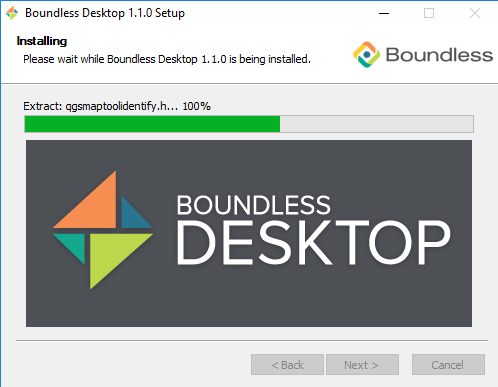 Boundless Desktop 1.1.0 Setup
Installing
Please wait while Boundless Desktop 1.1.0 is being installed.
Boundless
Extract: qgsmaptoolidentify.h... 100%
BOUNDLESS
DESKTOP
< Back
Next >
Cancel